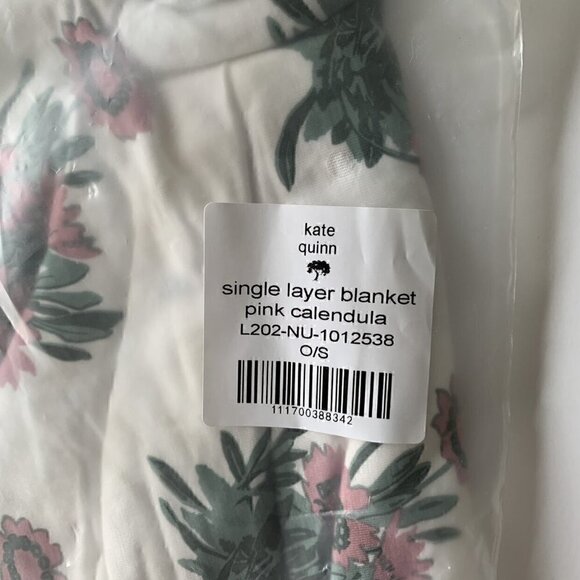 kate
quinn
single layer blanket
pink calendula
L202-NU-1012538
O/S
111700388342